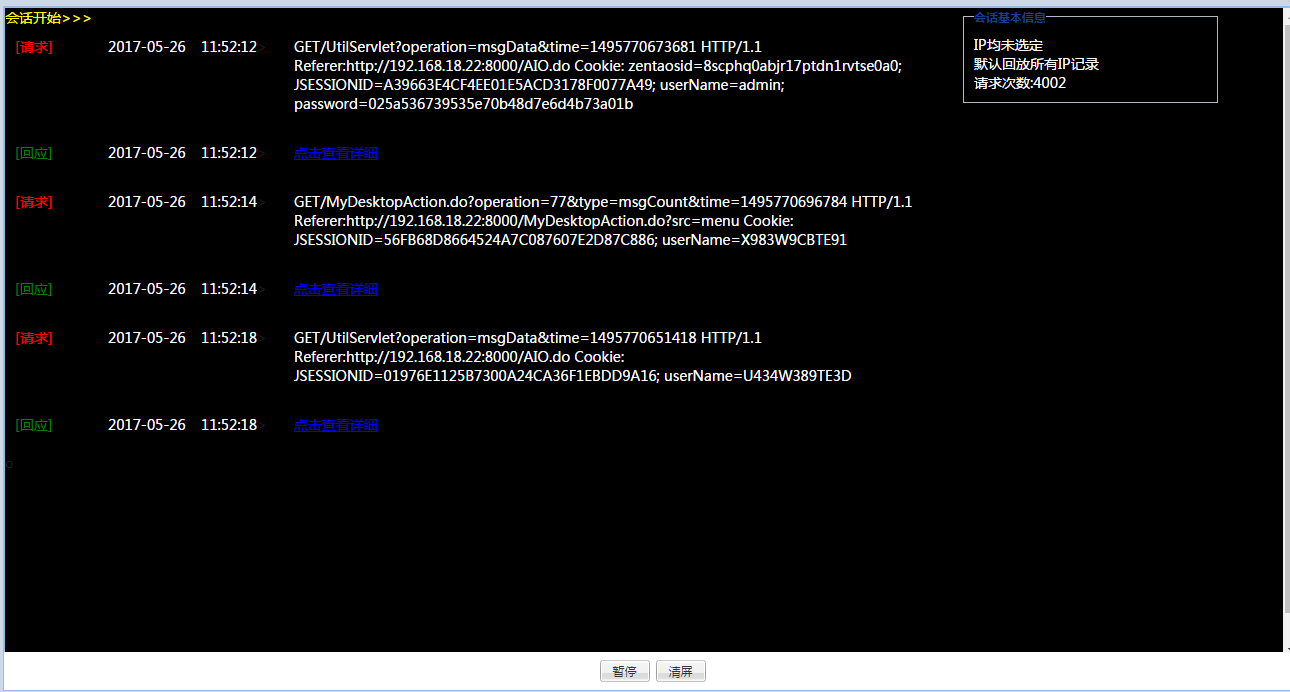 会话开始>>>
[请求] 2017-05-26 11:52:12 GET/UtilServlet?operation=msgData&time=1495770673681 HTTP/1.1
Referer:http://192.168.18.22:8000/AIO.do Cookie: zentaosid=8scphq0abjr17ptdn1rvtse0a0;
JSESSIONID=A39663E4CF4EE01E5ACD3178F0077A49; userName=admin;
password=025a536739535e70b48d7e6d4b73a01b
[回应] 2017-05-26 11:52:12 点击查看详细
[请求] 2017-05-26 11:52:14 GET/MyDesktopAction.do?operation=77&type=msgCount&time=1495770696784 HTTP/1.1
Referer:http://192.168.18.22:8000/MyDesktopAction.do?src=menu Cookie:
JSESSIONID=56FB68D8664524A7C087607E2D87C886; userName=X983W9CBTE91
[回应] 2017-05-26 11:52:14 点击查看详细
[请求] 2017-05-26 11:52:18 GET/UtilServlet?operation=msgData&time=1495770651418 HTTP/1.1
Referer:http://192.168.18.22:8000/AIO.do Cookie:
JSESSIONID=01976E1125B7300A24CA36F1EBDD9A16; userName=U434W389TE3D
[回应] 2017-05-26 11:52:18 点击查看详细
会话基本信息
IP均未选定
默认回放所有IP记录
请求次数:4002
暂停 清屏